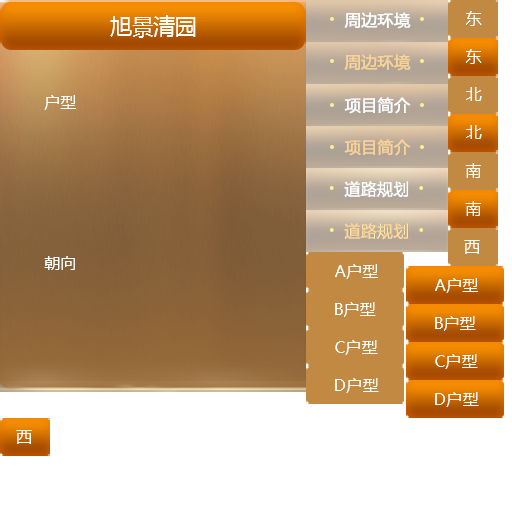 旭景清园
户型
朝向
周边环境
周边环境
项目简介
项目简介
道路规划
道路规划
东
东
北
北
南
南
西
A户型
B户型
C户型
D户型
A户型
B户型
C户型
D户型
西